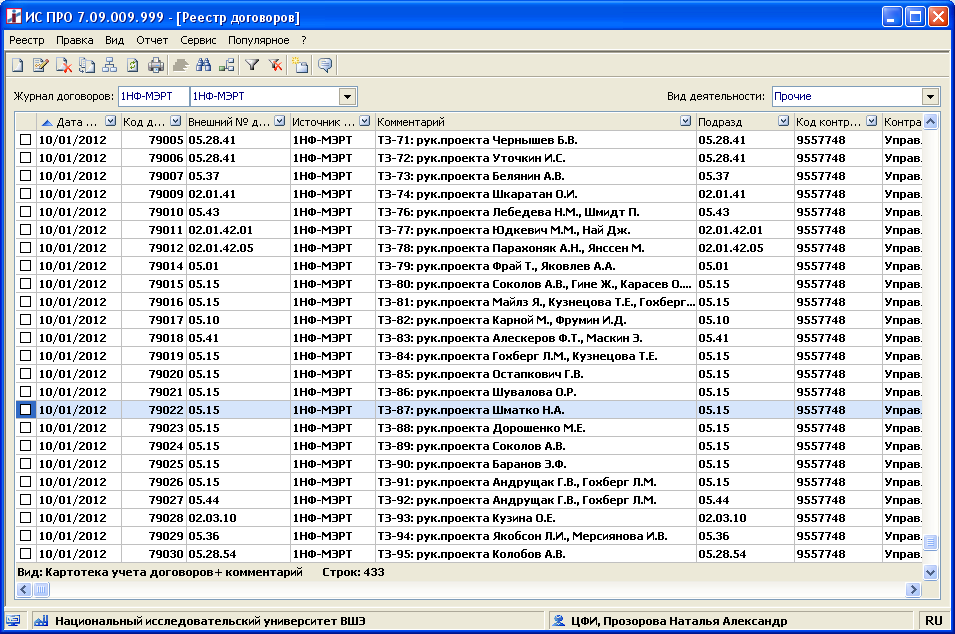 ИС ПРО 7.09.009.999 - [Реестр договоров]
Реестр Правка Вид Отчет Сервис Популярное ?
Журнал договоров: 1НФ-МЭРТ 1НФ-МЭРТ Вид деятельности: Прочие
Дата ... Код д... Внешний № д... Источник ... Комментарий Подразд Код контр... Контра
10/01/2012 79005 05.28.41 1НФ-МЭРТ ТЗ-71: рук.проекта Чернышев Б.В. 05.28.41 9557748 Управ.
10/01/2012 79006 05.28.41 1НФ-МЭРТ ТЗ-72: рук.проекта Уточкин И.С. 05.28.41 9557748 Управ.
10/01/2012 79007 05.37 1НФ-МЭРТ ТЗ-73: рук.проекта Белянин А.В. 05.37 9557748 Управ.
10/01/2012 79009 02.01.41 1НФ-МЭРТ ТЗ-74: рук.проекта Шкаратан О.И. 02.01.41 9557748 Управ.
10/01/2012 79010 05.43 1НФ-МЭРТ ТЗ-76: рук.проекта Лебедева Н.М., Шмидт П. 05.43 9557748 Управ.
10/01/2012 79011 02.01.42.01 1НФ-МЭРТ ТЗ-77: рук.проекта Юдкевич М.М., Най Дж. 02.01.42.01 9557748 Управ.
10/01/2012 79012 02.01.42.05 1НФ-МЭРТ ТЗ-78: рук.проекта Парахоняк А.Н., Янссен М. 02.01.42.05 9557748 Управ.
10/01/2012 79014 05.01 1НФ-МЭРТ ТЗ-79: рук.проекта Фрай Т., Яковлев А.А. 05.01 9557748 Управ.
10/01/2012 79015 05.15 1НФ-МЭРТ ТЗ-80: рук.проекта Соколов А.В., Гине Ж., Карасев О.... 05.15 9557748 Управ.
10/01/2012 79016 05.15 1НФ-МЭРТ ТЗ-81: рук.проекта Майлз Я., Кузнецова Т.Е., Гохберг... 05.15 9557748 Управ.
10/01/2012 79017 05.10 1НФ-МЭРТ ТЗ-82: рук.проекта Карной М., Фрумин И.Д. 05.10 9557748 Управ.
10/01/2012 79018 05.41 1НФ-МЭРТ ТЗ-83: рук.проекта Алескеров Ф.Т., Маскин Э. 05.41 9557748 Управ.
10/01/2012 79019 05.15 1НФ-МЭРТ ТЗ-84: рук.проекта Гохберг Л.М., Кузнецова Т.Е. 05.15 9557748 Управ.
10/01/2012 79020 05.15 1НФ-МЭРТ ТЗ-85: рук.проекта Остапкович Г.В. 05.15 9557748 Управ.
10/01/2012 79021 05.15 1НФ-МЭРТ ТЗ-86: рук.проекта Шувалова О.Р. 05.15 9557748 Управ.
10/01/2012 79022 05.15 1НФ-МЭРТ ТЗ-87: рук.проекта Шматко Н.А. 05.15 9557748 Управ.
10/01/2012 79023 05.15 1НФ-МЭРТ ТЗ-88: рук.проекта Дорошенко М.Е. 05.15 9557748 Управ.
10/01/2012 79024 05.15 1НФ-МЭРТ ТЗ-89: рук.проекта Соколов А.В. 05.15 9557748 Управ.
10/01/2012 79025 05.15 1НФ-МЭРТ ТЗ-90: рук.проекта Баранов Э.Ф. 05.15 9557748 Управ.
10/01/2012 79026 05.15 1НФ-МЭРТ ТЗ-91: рук.проекта Андрущак Г.В., Гохберг Л.М. 05.15 9557748 Управ.
10/01/2012 79027 05.44 1НФ-МЭРТ ТЗ-92: рук.проекта Андрущак Г.В., Гохберг Л.М. 05.44 9557748 Управ.
10/01/2012 79028 02.03.10 1НФ-МЭРТ ТЗ-93: рук.проекта Кузина О.Е. 02.03.10 9557748 Управ.
10/01/2012 79029 05.36 1НФ-МЭРТ ТЗ-94: рук.проекта Якобсон Л.И., Мерсиянова И.В. 05.36 9557748 Управ.
10/01/2012 79030 05.28.54 1НФ-МЭРТ ТЗ-95: рук.проекта Колобов А.В. 05.28.54 9557748 Управ.
Вид: Картотека учета договоров+ комментарий Строк: 433
Национальный исследовательский университет ВШЭ ЦФИ, Прозорова Наталья Александр RU